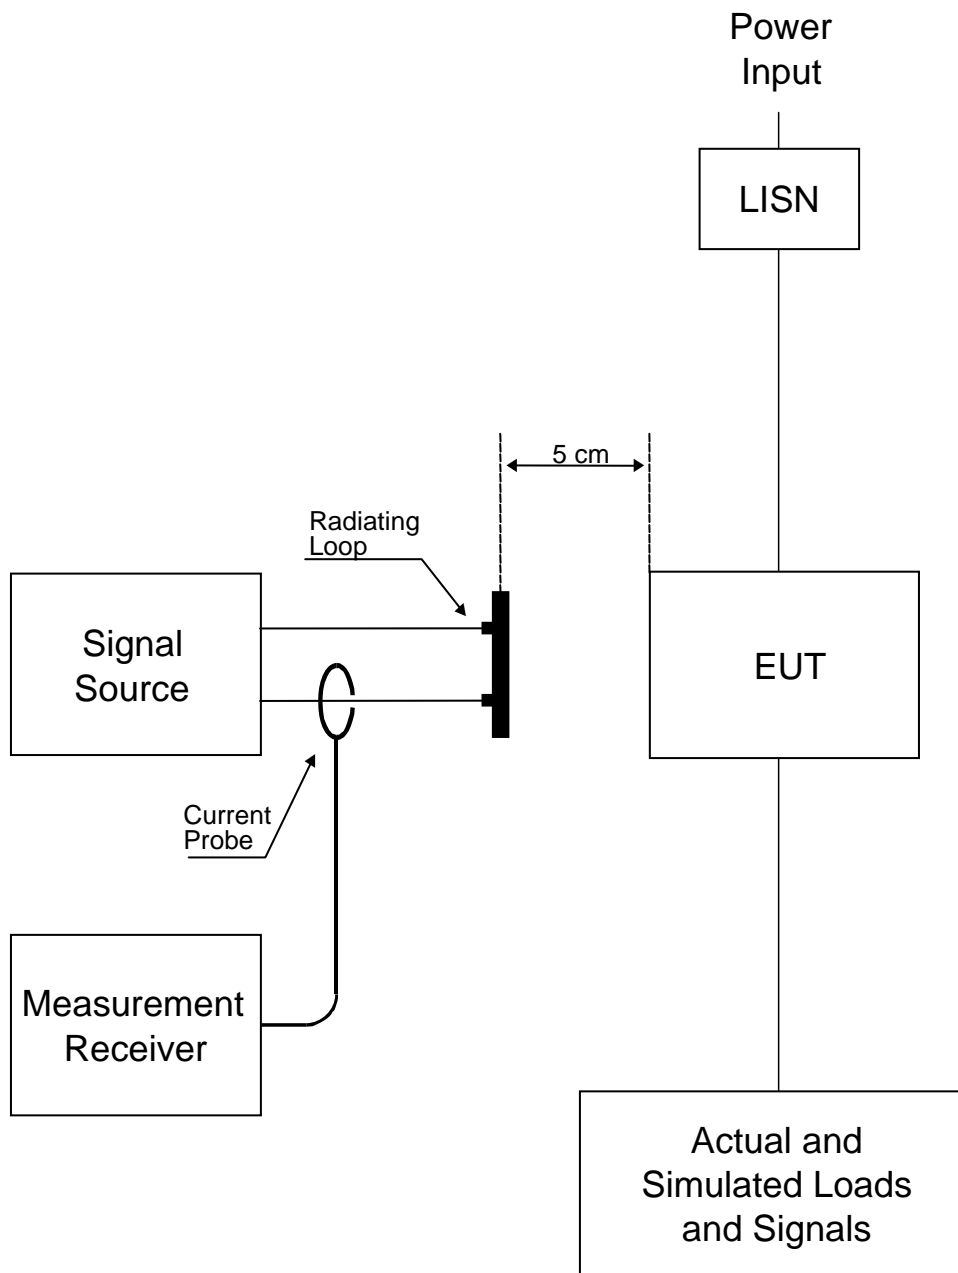 Power
Input
LISN
5 cm
Radiating
Loop
Signal
Source
EUT
Current
Probe
Measurement
Receiver
Actual and
Simulated Loads
and Signals